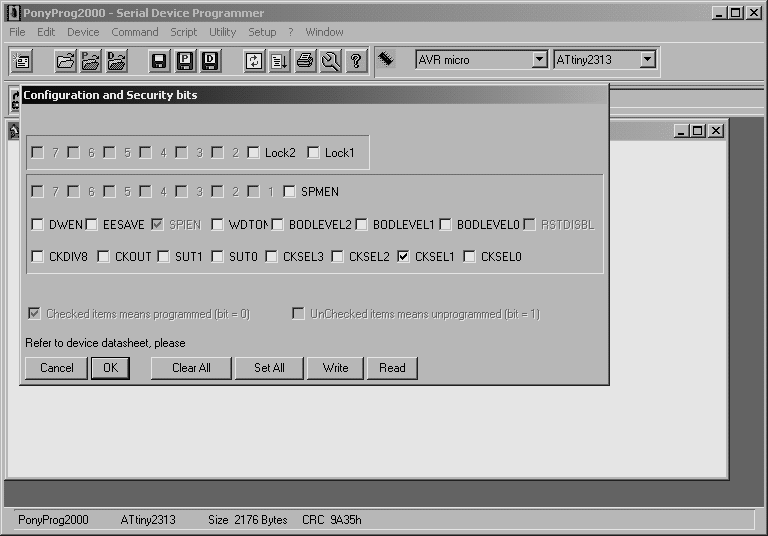 PonyProg2000 - Serial Device Programmer
File Edit Device Command Script Utility Setup ? Window
AVR micro ATtiny2313
Configuration and Security bits
7 6 5 4 3 2 Lock2 Lock1
7 6 5 4 3 2 1 SPMEN
DWEN EESAVE SPIEN WDTON BODLEVEL2 BODLEVEL1 BODLEVEL0 RSTDISBL
CKDIV8 CKOUT SUT1 SUT0 CKSEL3 CKSEL2 CKSEL1 CKSEL0
Checked items means programmed (bit = 0) UnChecked items means unprogrammed (bit = 1)
Refer to device datasheet, please
Cancel OK Clear All Set All Write Read
PonyProg2000 ATtiny2313 Size 2176 Bytes CRC 9A35h